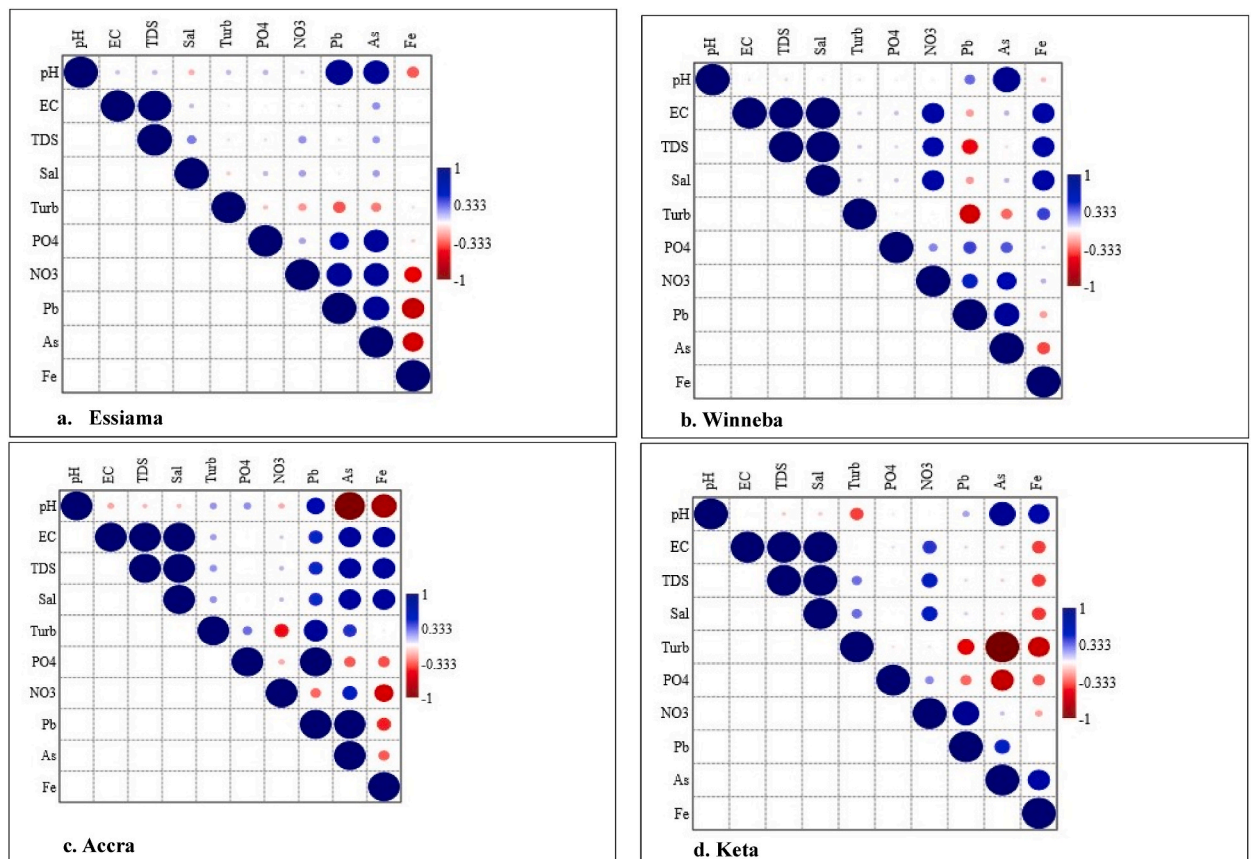 pH EC TDS Sal Turb PO4 NO3 Pb As Fe
pH
EC
TDS
Sal
Turb
PO4
NO3
Pb
As
Fe
1
0.333
-0.333
-1
a. Essiama
pH EC TDS Sal Turb PO4 NO3 Pb As Fe
pH
EC
TDS
Sal
Turb
PO4
NO3
Pb
As
Fe
1
0.333
-0.333
-1
b. Winneba
pH EC TDS Sal Turb PO4 NO3 Pb As Fe
pH
EC
TDS
Sal
Turb
PO4
NO3
Pb
As
Fe
1
0.333
-0.333
-1
c. Accra
pH EC TDS Sal Turb PO4 NO3 Pb As Fe
pH
EC
TDS
Sal
Turb
PO4
NO3
Pb
As
Fe
1
0.333
-0.333
-1
d. Keta